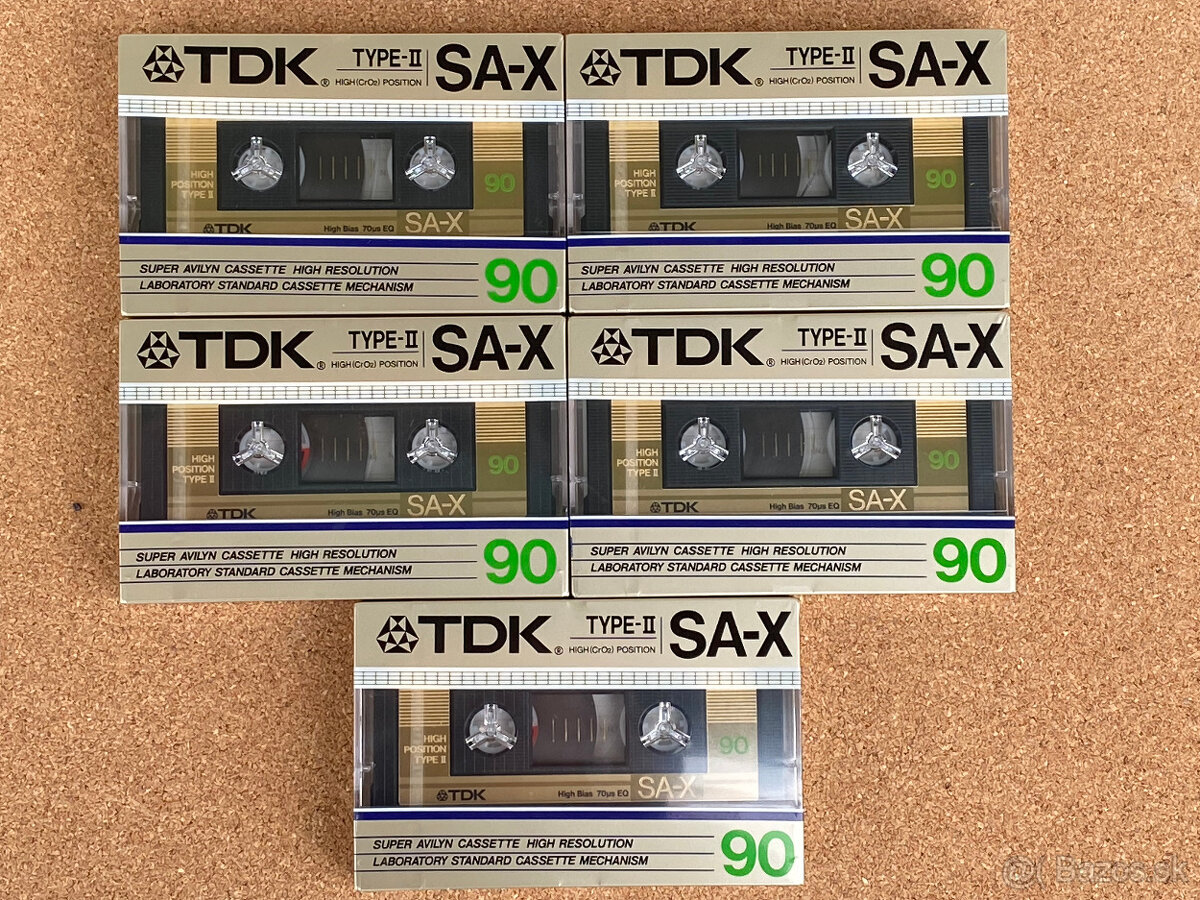 TDK® TYPE-II SA-X
HIGH (CrO2) POSITION
HIGH
POSITION
TYPE II
90
TDK High Bias 70µs EQ SA-X
SUPER AVILYN CASSETTE HIGH RESOLUTION
LABORATORY STANDARD CASSETTE MECHANISM
90
TDK® TYPE-II SA-X
HIGH (CrO2) POSITION
HIGH
POSITION
TYPE II
90
TDK High Bias 70µs EQ SA-X
SUPER AVILYN CASSETTE HIGH RESOLUTION
LABORATORY STANDARD CASSETTE MECHANISM
90
TDK® TYPE-II SA-X
HIGH (CrO2) POSITION
HIGH
POSITION
TYPE II
90
TDK High Bias 70µs EQ SA-X
SUPER AVILYN CASSETTE HIGH RESOLUTION
LABORATORY STANDARD CASSETTE MECHANISM
90
TDK® TYPE-II SA-X
HIGH (CrO2) POSITION
HIGH
POSITION
TYPE II
90
TDK High Bias 70µs EQ SA-X
SUPER AVILYN CASSETTE HIGH RESOLUTION
LABORATORY STANDARD CASSETTE MECHANISM
90
TDK® TYPE-II SA-X
HIGH (CrO2) POSITION
HIGH
POSITION
TYPE II
90
TDK High Bias 70µs EQ SA-X
SUPER AVILYN CASSETTE HIGH RESOLUTION
LABORATORY STANDARD CASSETTE MECHANISM
90
Bazos.sk